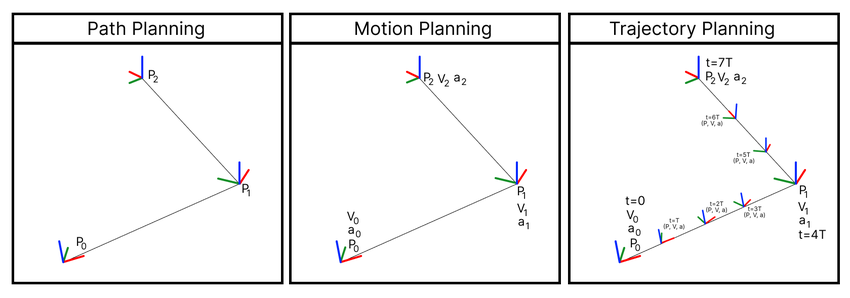 Path Planning
P2
P1
P0
Motion Planning
P2 V2 a2
P1
V1
a1
V0
a0
P0
Trajectory Planning
t=7T
P2 V2 a2
t=6T
(P, V, a)
t=5T
(P, V, a)
P1
V1
a1
t=4T
t=3T
(P, V, a)
t=2T
(P, V, a)
t=T
(P, V, a)
t=0
V0
a0
P0